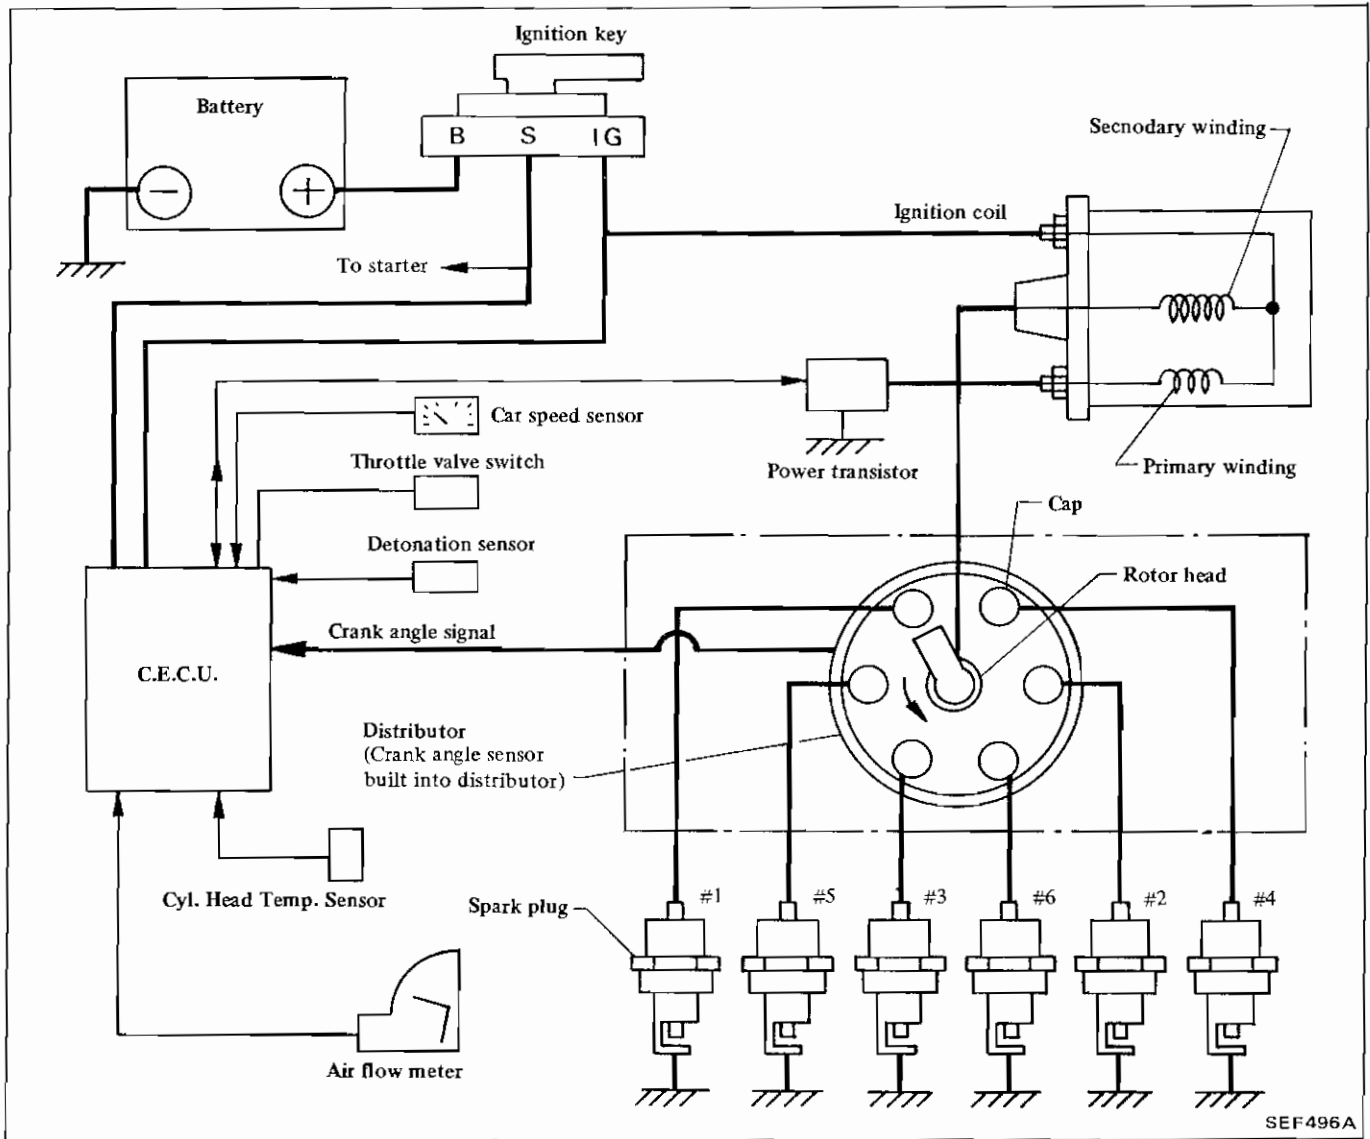 Ignition key
Battery
B S IG
Secnodary winding
Ignition coil
To starter
Car speed sensor
Throttle valve switch
Power transistor
Primary winding
Cap
Detonation sensor
Rotor head
Crank angle signal
C.E.C.U.
Distributor
(Crank angle sensor
built into distributor)
Cyl. Head Temp. Sensor
Spark plug
#1 #5 #3 #6 #2 #4
Air flow meter
SEF496A